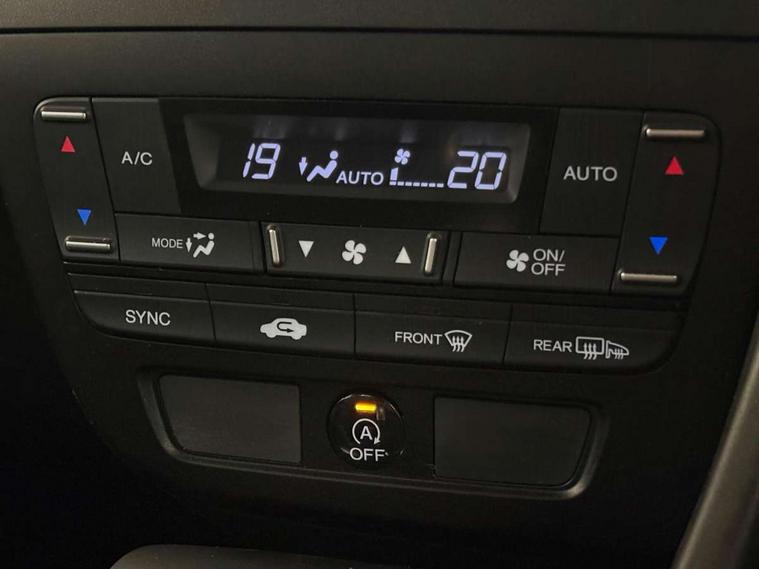 A/C
19 AUTO 20
AUTO
MODE
ON/
OFF
SYNC
FRONT
REAR
A
OFF